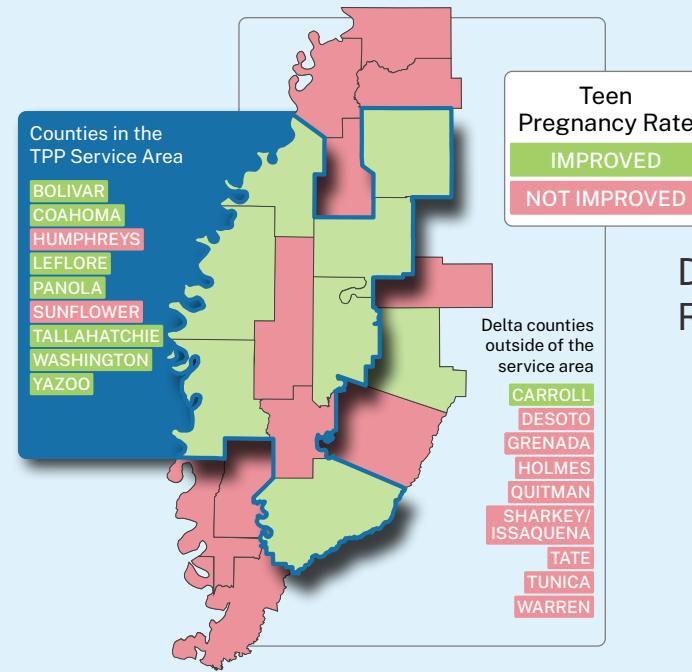 Counties in the
TPP Service Area
BOLIVAR
COAHOMA
HUMPHREYS
LEFLORE
PANOLA
SUNFLOWER
TALLAHATCHIE
WASHINGTON
YAZOO
Teen
Pregnancy Rate
IMPROVED
NOT IMPROVED
D
R
Delta counties
outside of the
service area
CARROLL
DESOTO
GRENADA
HOLMES
QUITMAN
SHARKEY/
ISSAQUENA
TATE
TUNICA
WARREN